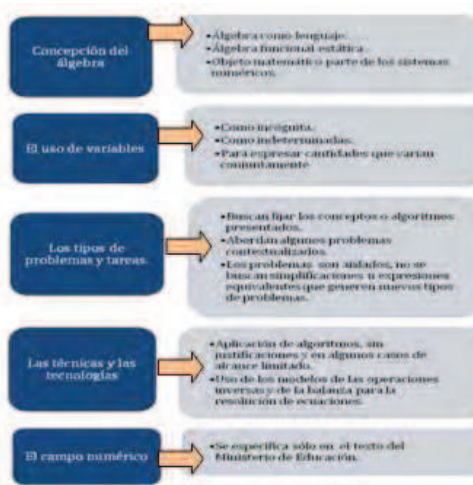 Concepción del
álgebra
•Álgebra como lenguaje.
•Álgebra funcional estática
•Objeto matemático parte de los sistemas
numéricos.
El uso de variables
•Como incógnita.
•Como indeterminadas.
•Para expresar cantidades que varían
conjuntamente
Los tipos de
problemas y tareas.
•Buscan fijar los conceptos o algoritmos
presentados.
•Abordan algunos problemas
contextualizados.
•Los problemas son aislados, no se
buscan simplificaciones u expresiones
equivalentes que generen nuevos tipos
de problemas.
Las técnicas y las
tecnologías
•Aplicación de algoritmos, sin
justificaciones y en algunos casos de
alcance limitado.
•Uso de los modelos de las operaciones
inversas y de la balanza para la
resolución de ecuaciones.
El campo numérico
•Se especifica sólo en el texto del
Ministerio de Educación.